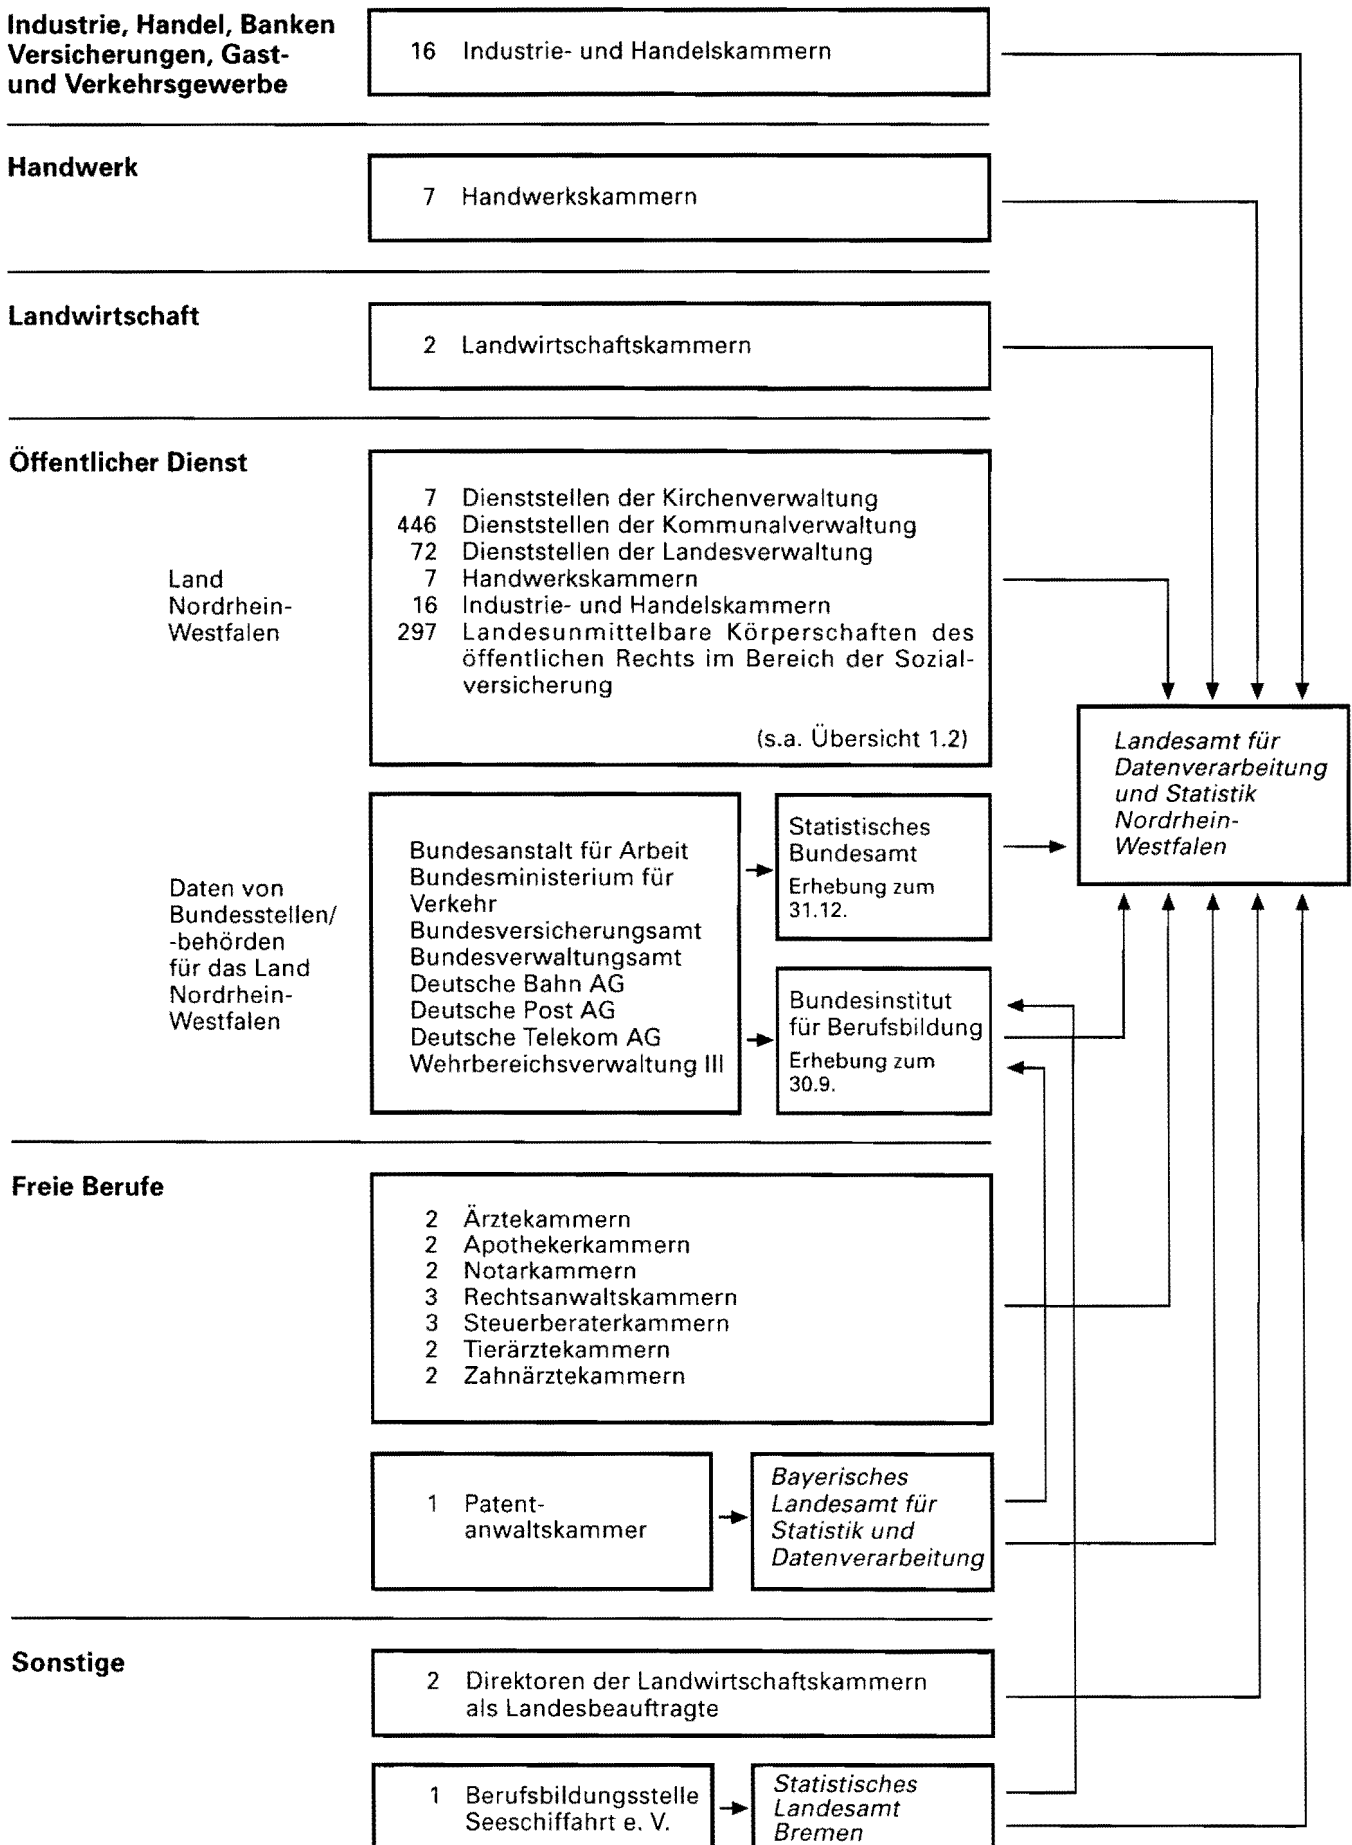 Industrie, Handel, Banken
Versicherungen, Gast-
und Verkehrsgewerbe
16 Industrie- und Handelskammern
Handwerk
7 Handwerkskammern
Landwirtschaft
2 Landwirtschaftskammern
Öffentlicher Dienst
Land
Nordrhein-
Westfalen
7 Dienststellen der Kirchenverwaltung
446 Dienststellen der Kommunalverwaltung
72 Dienststellen der Landesverwaltung
7 Handwerkskammern
16 Industrie- und Handelskammern
297 Landesunmittelbare Körperschaften des
öffentlichen Rechts im Bereich der Sozial-
versicherung
(s.a. Übersicht 1.2)
Landesamt für
Datenverarbeitung
und Statistik
Nordrhein-
Westfalen
Daten von
Bundesstellen/
-behörden
für das Land
Nordrhein-
Westfalen
Bundesanstalt für Arbeit
Bundesministerium für
Verkehr
Bundesversicherungsamt
Bundesverwaltungsamt
Deutsche Bahn AG
Deutsche Post AG
Deutsche Telekom AG
Wehrbereichsverwaltung III
Statistisches
Bundesamt
Erhebung zum
31.12.
Bundesinstitut
für Berufsbildung
Erhebung zum
30.9.
Freie Berufe
2 Ärztekammern
2 Apothekerkammern
2 Notarkammern
3 Rechtsanwaltskammern
3 Steuerberaterkammern
2 Tierärztekammern
2 Zahnärztekammern
1 Patent-
anwaltskammer
Bayerisches
Landesamt für
Statistik und
Datenverarbeitung
Sonstige
2 Direktoren der Landwirtschaftskammern
als Landesbeauftragte
1 Berufsbildungsstelle
Seeschiffahrt e. V.
Statistisches
Landesamt
Bremen